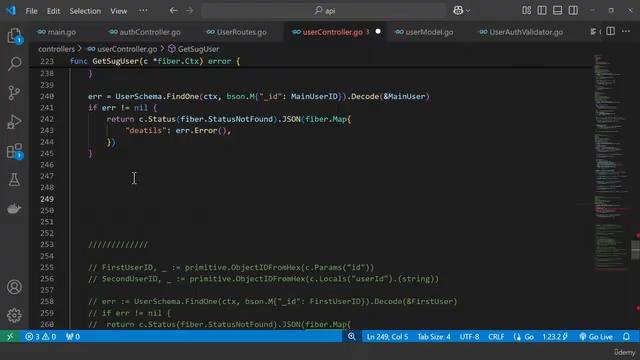 File Edit Selection View … api
main.go authController.go UserRoutes.go userController.go 3 userModel.go UserAuthValidator.go
controllers > userController.go > GetSugUser
223 func GetSugUser(c *fiber.Ctx) error {
238 }
239
240 err = UserSchema.FindOne(ctx, bson.M{"_id": MainUserID}).Decode(&MainUser)
241 if err != nil {
242 return c.Status(fiber.StatusNotFound).JSON(fiber.Map{
243 "deatils": err.Error(),
244 })
245 }
246
247
248
249
250
251
252
253 /////////////
254
255 // FirstUserID, _ := primitive.ObjectIDFromHex(c.Params("id"))
256 // SecondUserID, _ := primitive.ObjectIDFromHex(c.Locals("userId").(string))
257
258 // err := UserSchema.FindOne(ctx, bson.M{"_id": FirstUserID}).Decode(&FirstUser)
259 // if err != nil {
260 // return c.Status(fiber.StatusNotFound).JSON(fiber.Map{
3 0 0 Ln 249, Col 5 Tab Size: 4 UTF-8 CRLF Go 1.23.2 Go Live
Udemy